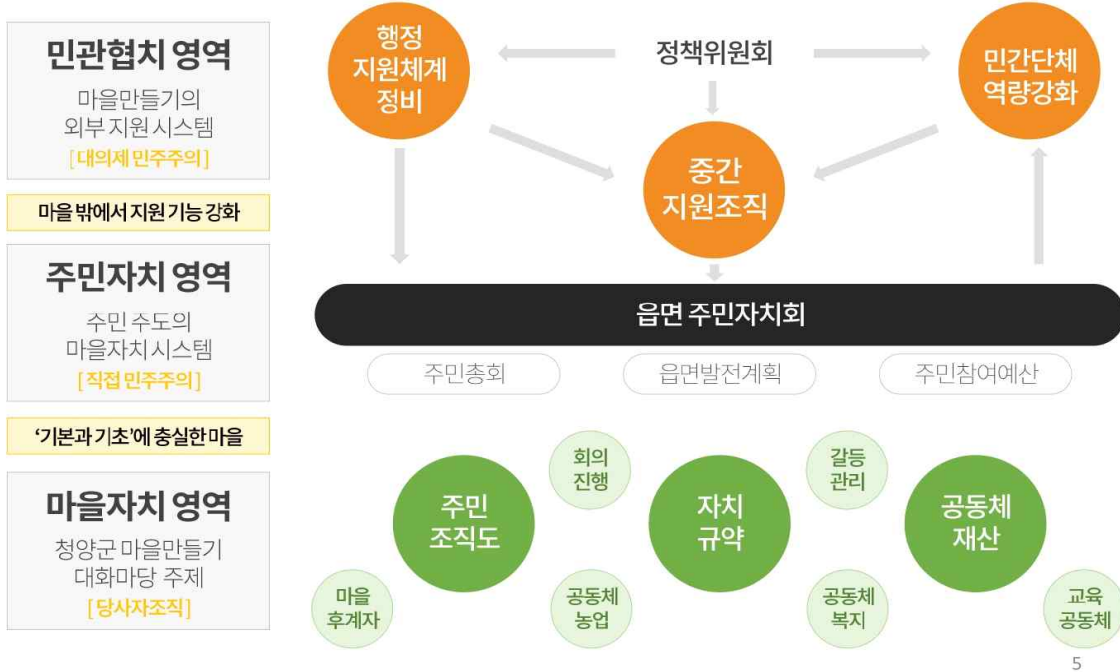 민관협치 영역
마을만들기의
외부 지원 시스템
[대의제 민주주의]
마을 밖에서 지원 기능 강화
주민자치 영역
주민 주도의
마을자치 시스템
[직접 민주주의]
‘기본과 기초’에 충실한 마을
마을자치 영역
청양군 마을만들기
대화마당 주제
[당사자조직]
행정
지원체계
정비
정책위원회
민간단체
역량강화
중간
지원조직
읍면 주민자치회
주민총회
읍면발전계획
주민참여예산
주민
조직도
회의
진행
자치
규약
갈등
관리
공동체
재산
마을
후계자
공동체
농업
공동체
복지
교육
공동체
5